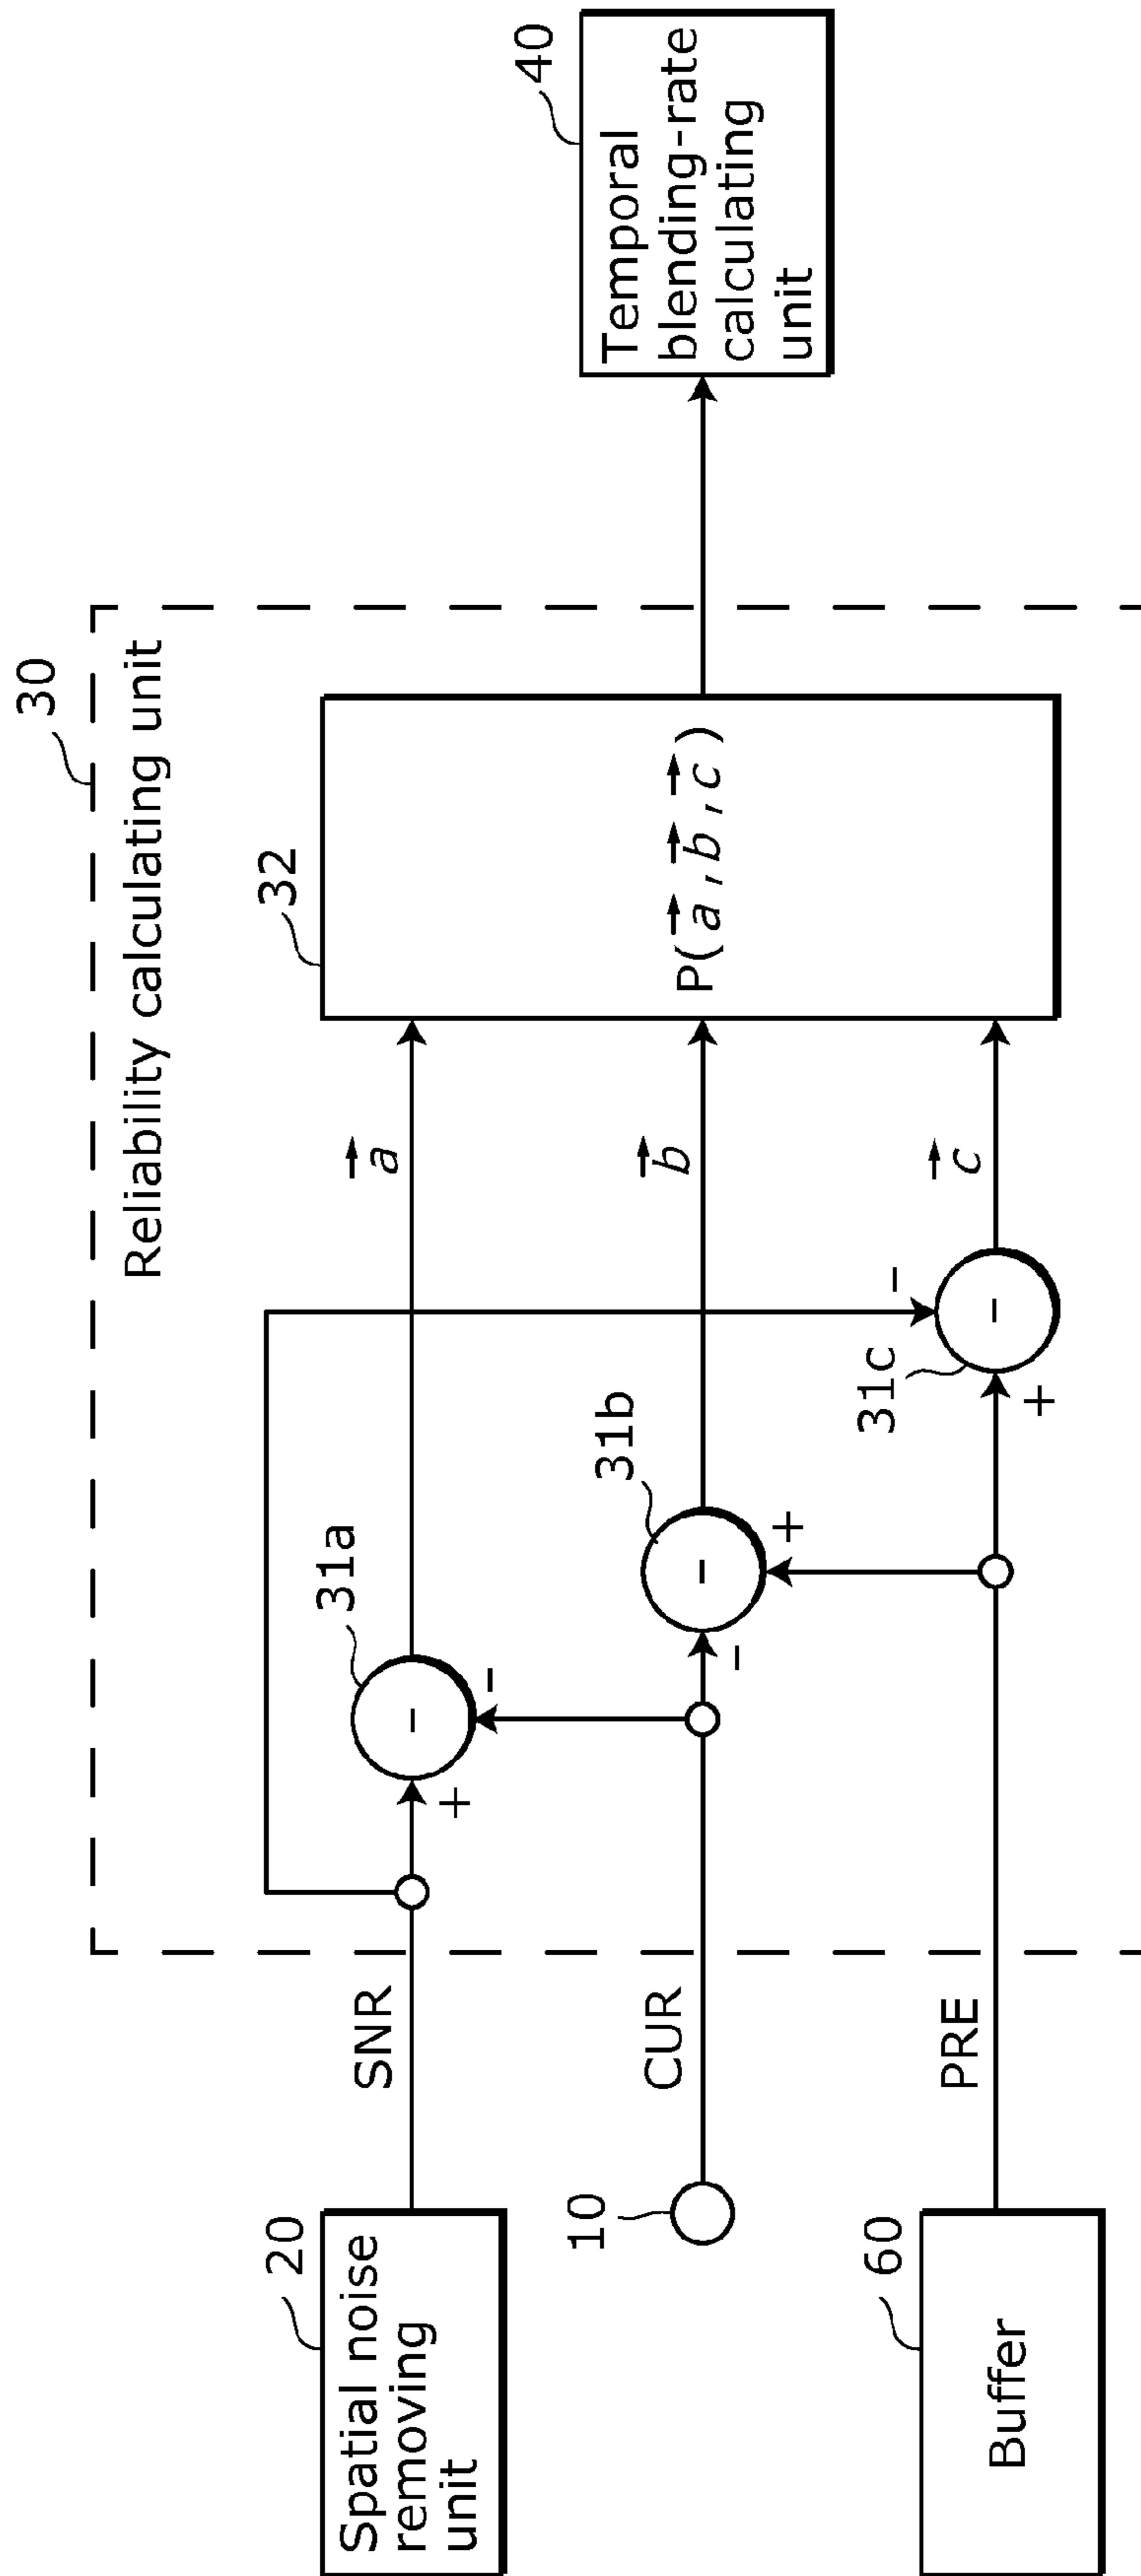 30
Reliability calculating unit
20
Spatial noise
removing
unit
SNR
+
-
-
31a
a
32
P(a,b,c)
40
Temporal
blending-rate
calculating
unit
10
CUR
-
-
+
31b
b
60
Buffer
PRE
+
-
-
31c
c